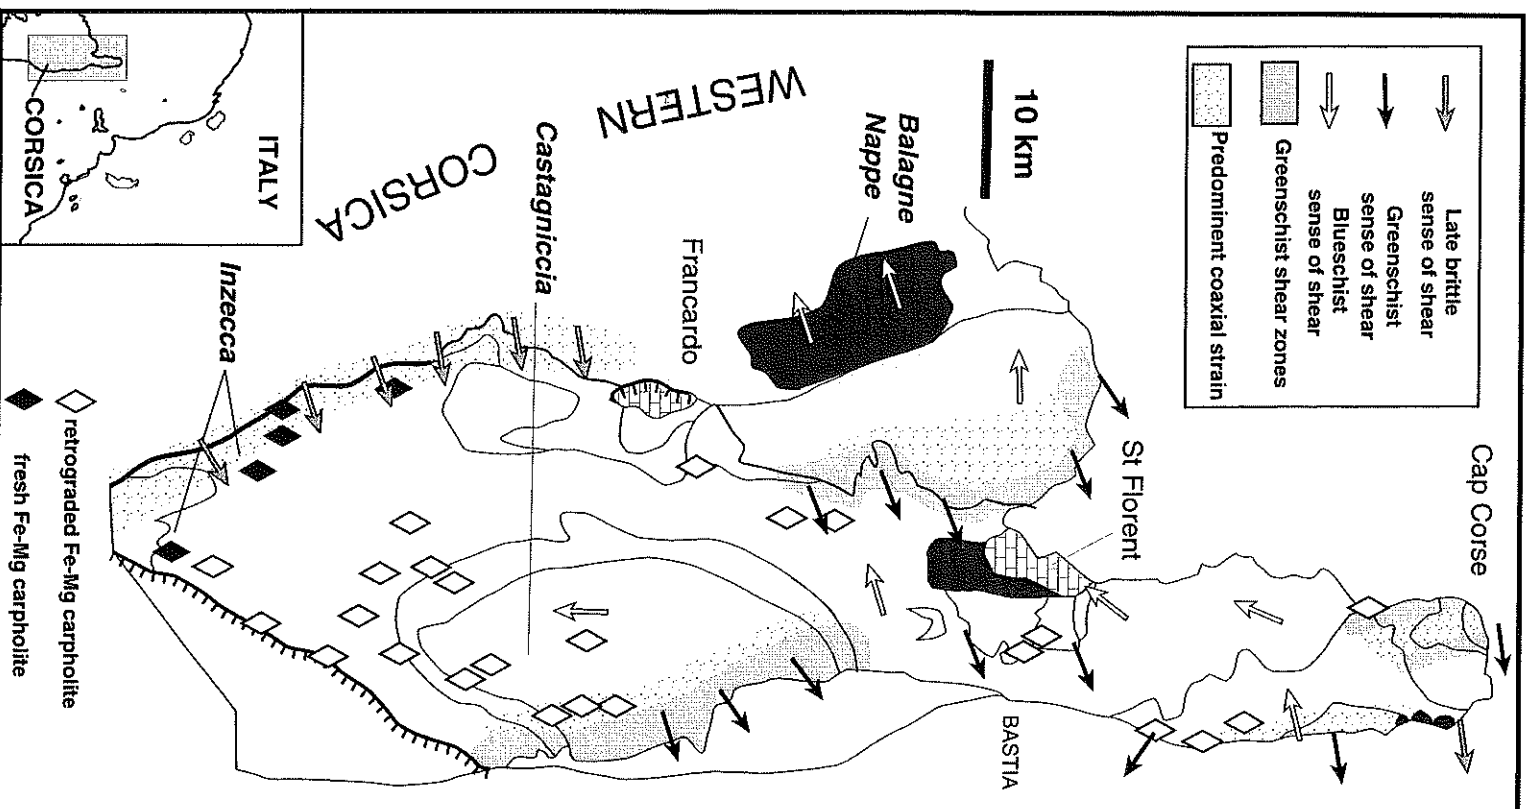 Cap Corse
Late brittle
sense of shear
Greenschist
sense of shear
Blueschist
sense of shear
Greenschist shear zones
Predominent coaxial strain
10 km
St Florent
BASTIA
Balagne
Nappe
WESTERN
CORSICA
Francardo
Castagniccia
Inzecca
ITALY
CORSICA
retrograded Fe-Mg carpholite
fresh Fe-Mg carpholite